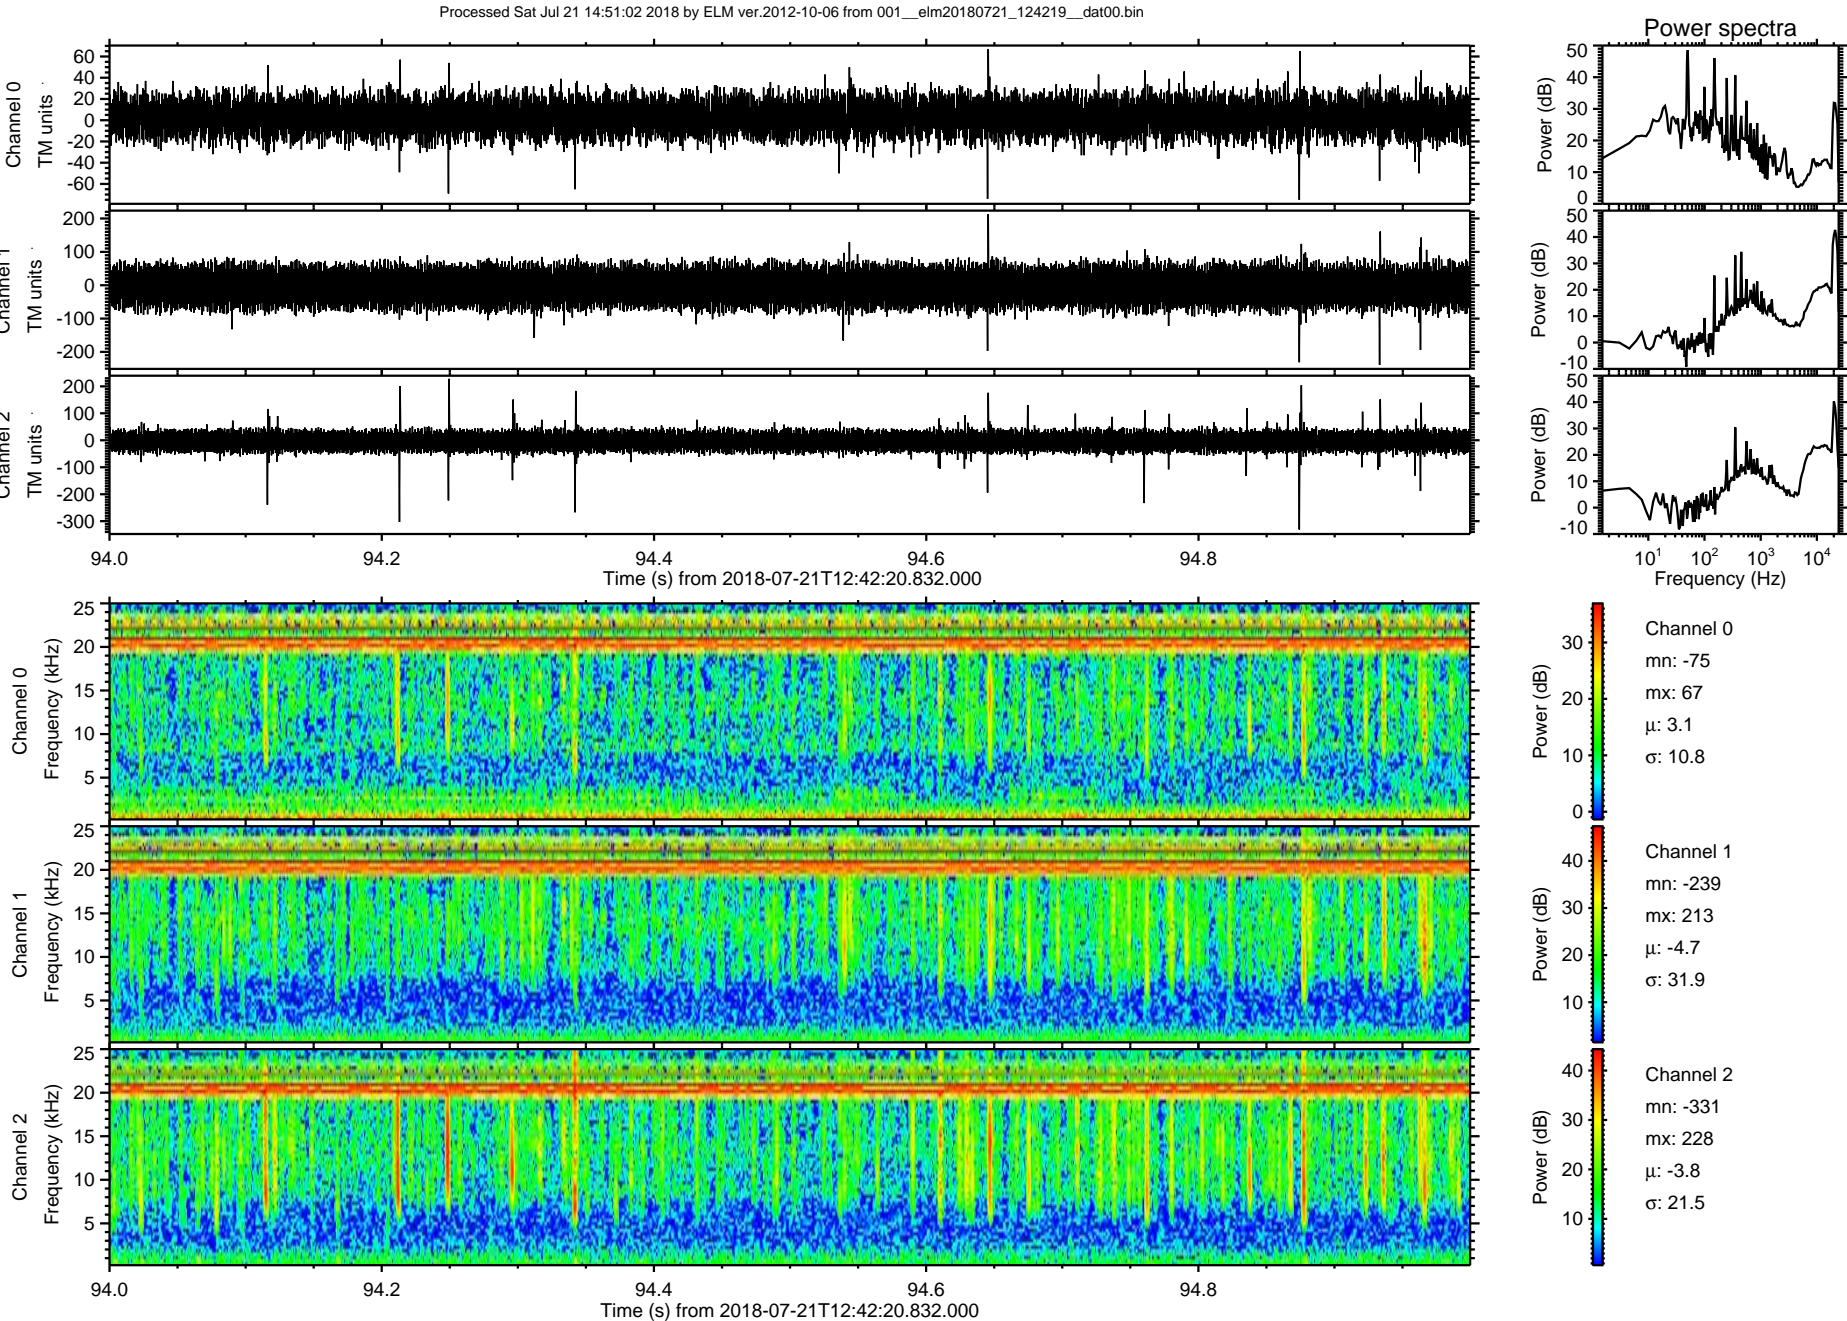 Processed Sat Jul 21 14:51:02 2018 by ELM ver.2012-10-06 from 001__elm20180721_124219__dat00.bin
Power spectra
Channel 0
TM units
60
40
20
0
-20
-40
-60
Power (dB)
50
40
30
20
10
0
Channel 1
TM units
200
100
0
-100
-200
Power (dB)
50
40
30
20
10
0
-10
Channel 2
TM units
200
100
0
-100
-200
-300
Power (dB)
50
40
30
20
10
0
-10
94.0 94.2 94.4 94.6 94.8
Time (s) from 2018-07-21T12:42:20.832.000
10¹ 10² 10³ 10⁴
Frequency (Hz)
Channel 0
Frequency (kHz)
25
20
15
10
5
Power (dB)
30
20
10
0
Channel 0
mn: -75
mx: 67
μ: 3.1
σ: 10.8
Channel 1
Frequency (kHz)
25
20
15
10
5
Power (dB)
40
30
20
10
Channel 1
mn: -239
mx: 213
μ: -4.7
σ: 31.9
Channel 2
Frequency (kHz)
25
20
15
10
5
Power (dB)
40
30
20
10
Channel 2
mn: -331
mx: 228
μ: -3.8
σ: 21.5
94.0 94.2 94.4 94.6 94.8
Time (s) from 2018-07-21T12:42:20.832.000